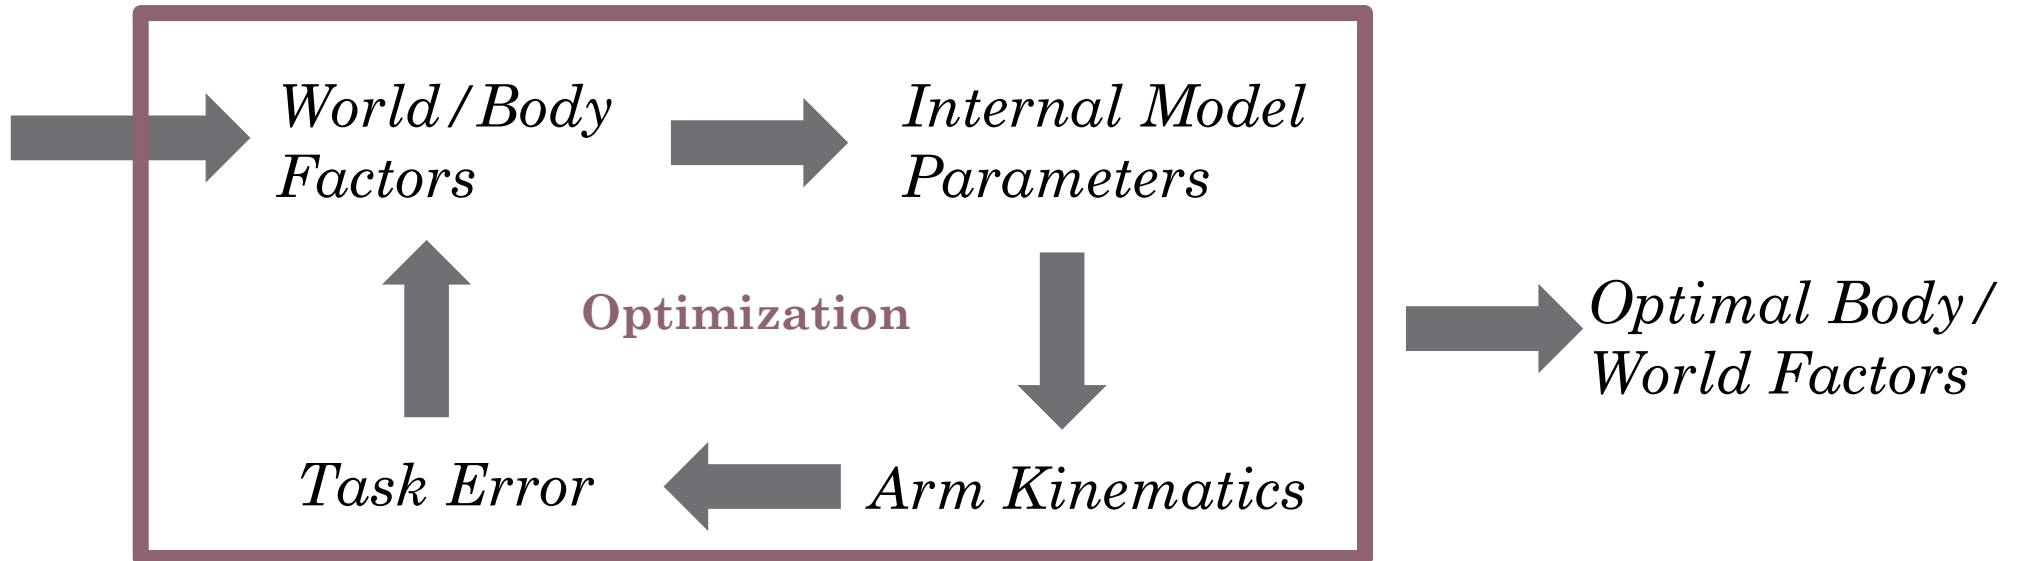 World/Body
Factors
Internal Model
Parameters
Optimization
Optimal Body/
World Factors
Task Error
Arm Kinematics